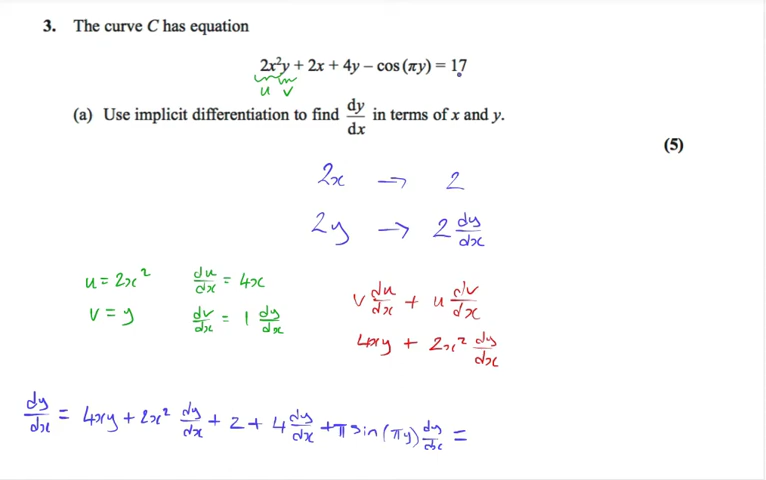 3. The curve C has equation
2x²y + 2x + 4y – cos (πy) = 17
u v
(a) Use implicit differentiation to find dy/dx in terms of x and y.
(5)
2x → 2
2y → 2 dy/dx
u = 2x² du/dx = 4x
v = y dv/dx = 1 dy/dx
v du/dx + u dv/dx
4xy + 2x² dy/dx
dy/dx = 4xy + 2x² dy/dx + 2 + 4 dy/dx + π sin(πy) dy/dx =